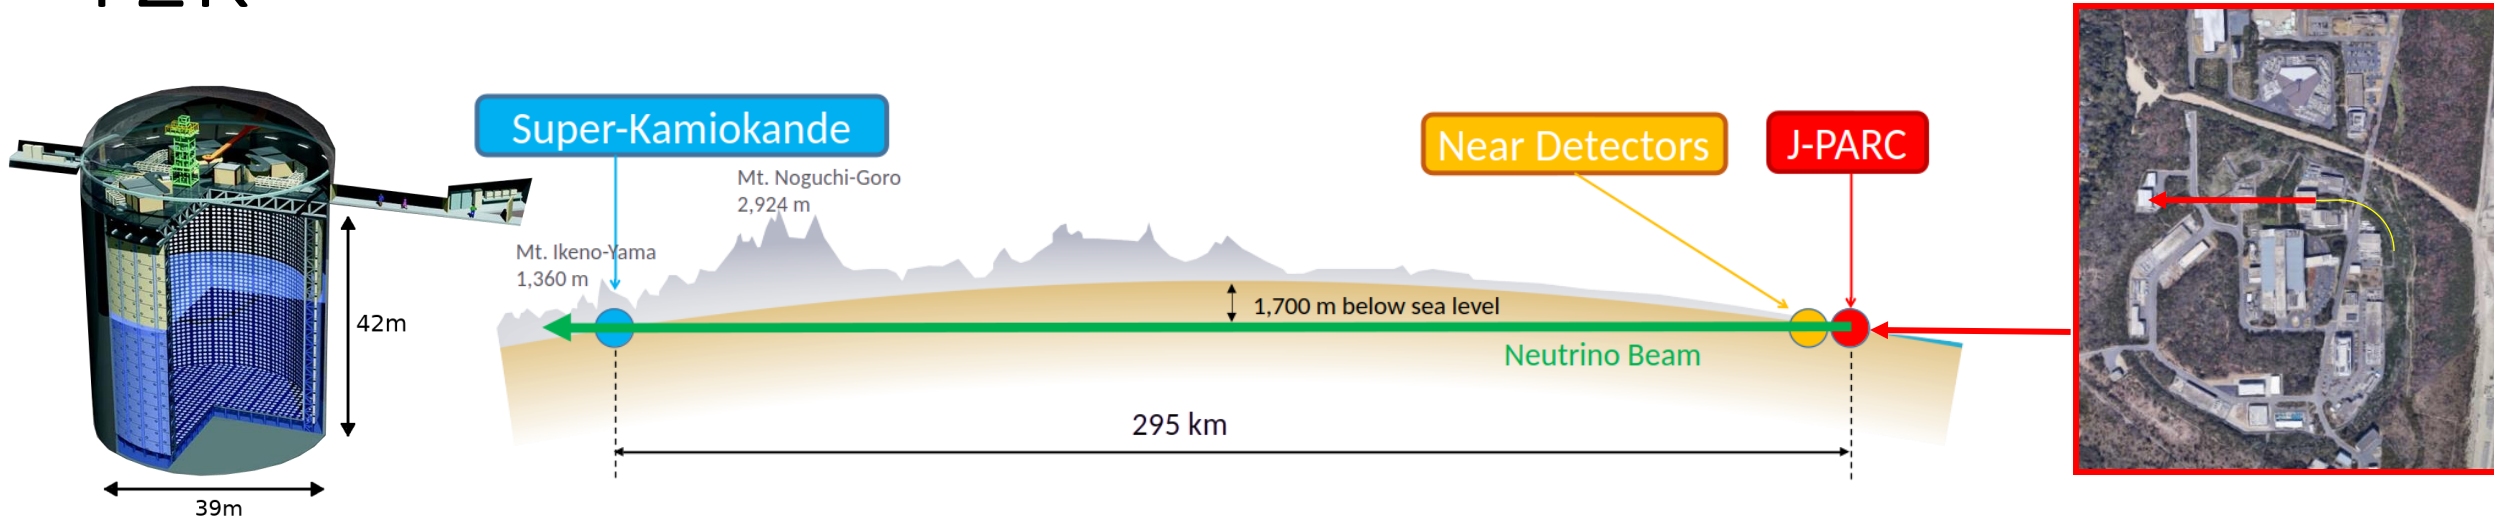 T2K
Super-Kamiokande
Near Detectors
J-PARC
Mt. Noguchi-Goro
2,924 m
Mt. Ikeno-Yama
1,360 m
1,700 m below sea level
42m
Neutrino Beam
295 km
39m